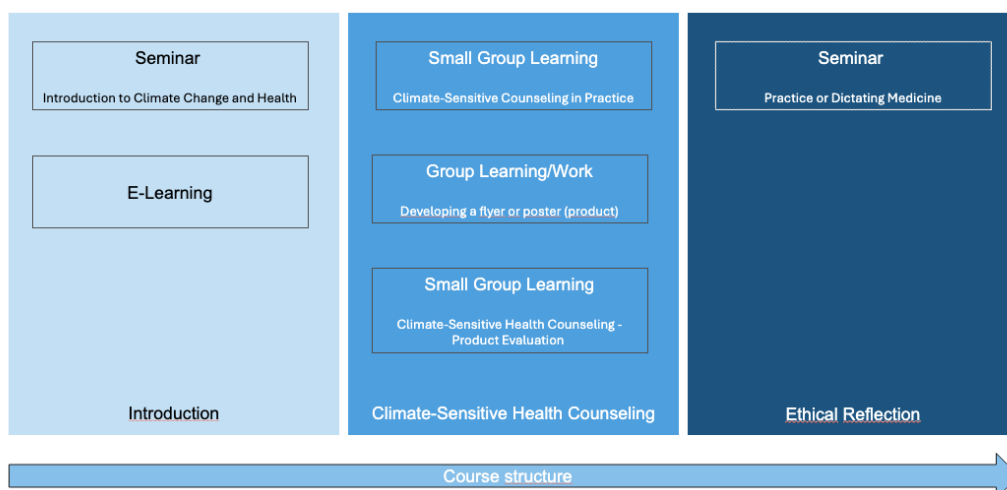 Seminar
Introduction to Climate Change and Health
E-Learning
Introduction
Small Group Learning
Climate-Sensitive Counseling in Practice
Group Learning/Work
Developing a flyer or poster (product)
Small Group Learning
Climate-Sensitive Health Counseling -
Product Evaluation
Climate-Sensitive Health Counseling
Seminar
Practice or Dictating Medicine
Ethical Reflection
Course structure